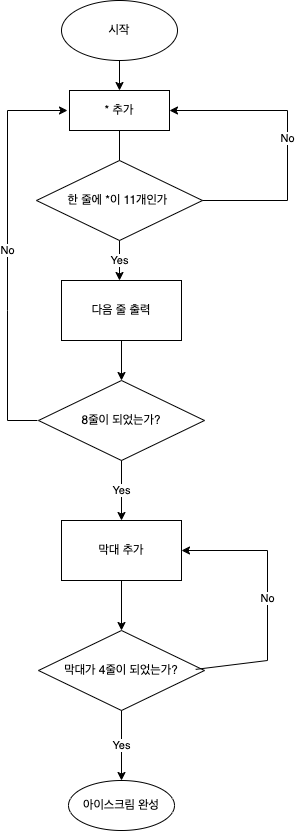 시작
* 추가
No
한 줄에 *이 11개인가
No
Yes
다음 줄 출력
8줄이 되었는가?
Yes
막대 추가
No
막대가 4줄이 되었는가?
Yes
아이스크림 완성